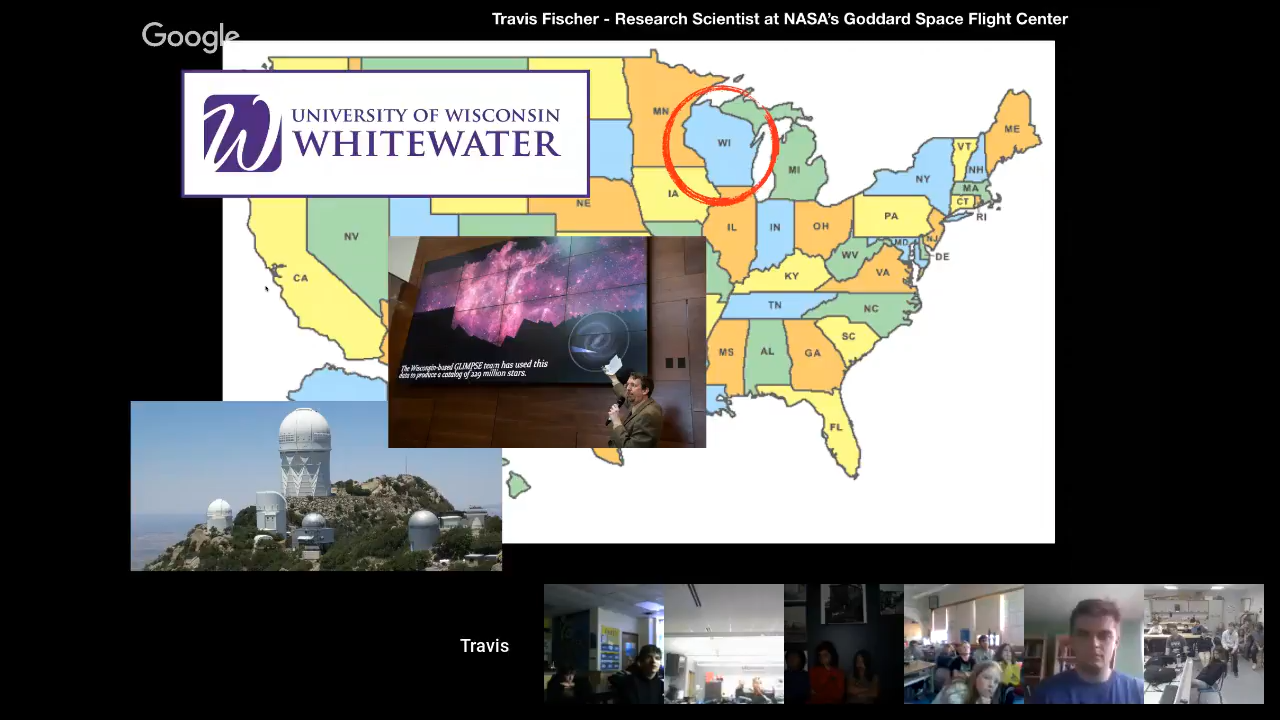 Travis Fischer - Research Scientist at NASA's Goddard Space Flight Center
Google
UNIVERSITY OF WISCONSIN
WHITEWATER
MN
WI
MI
IA
NE
IL
IN
OH
PA
NY
VT
NH
ME
MA
CT
RI
NJ
MD
DE
WV
VA
KY
NV
CA
TN
NC
SC
MS
AL
GA
FL
The Wisconsin-based GLIMPSE team has used this
data to produce a catalog of 229 million stars.
Travis